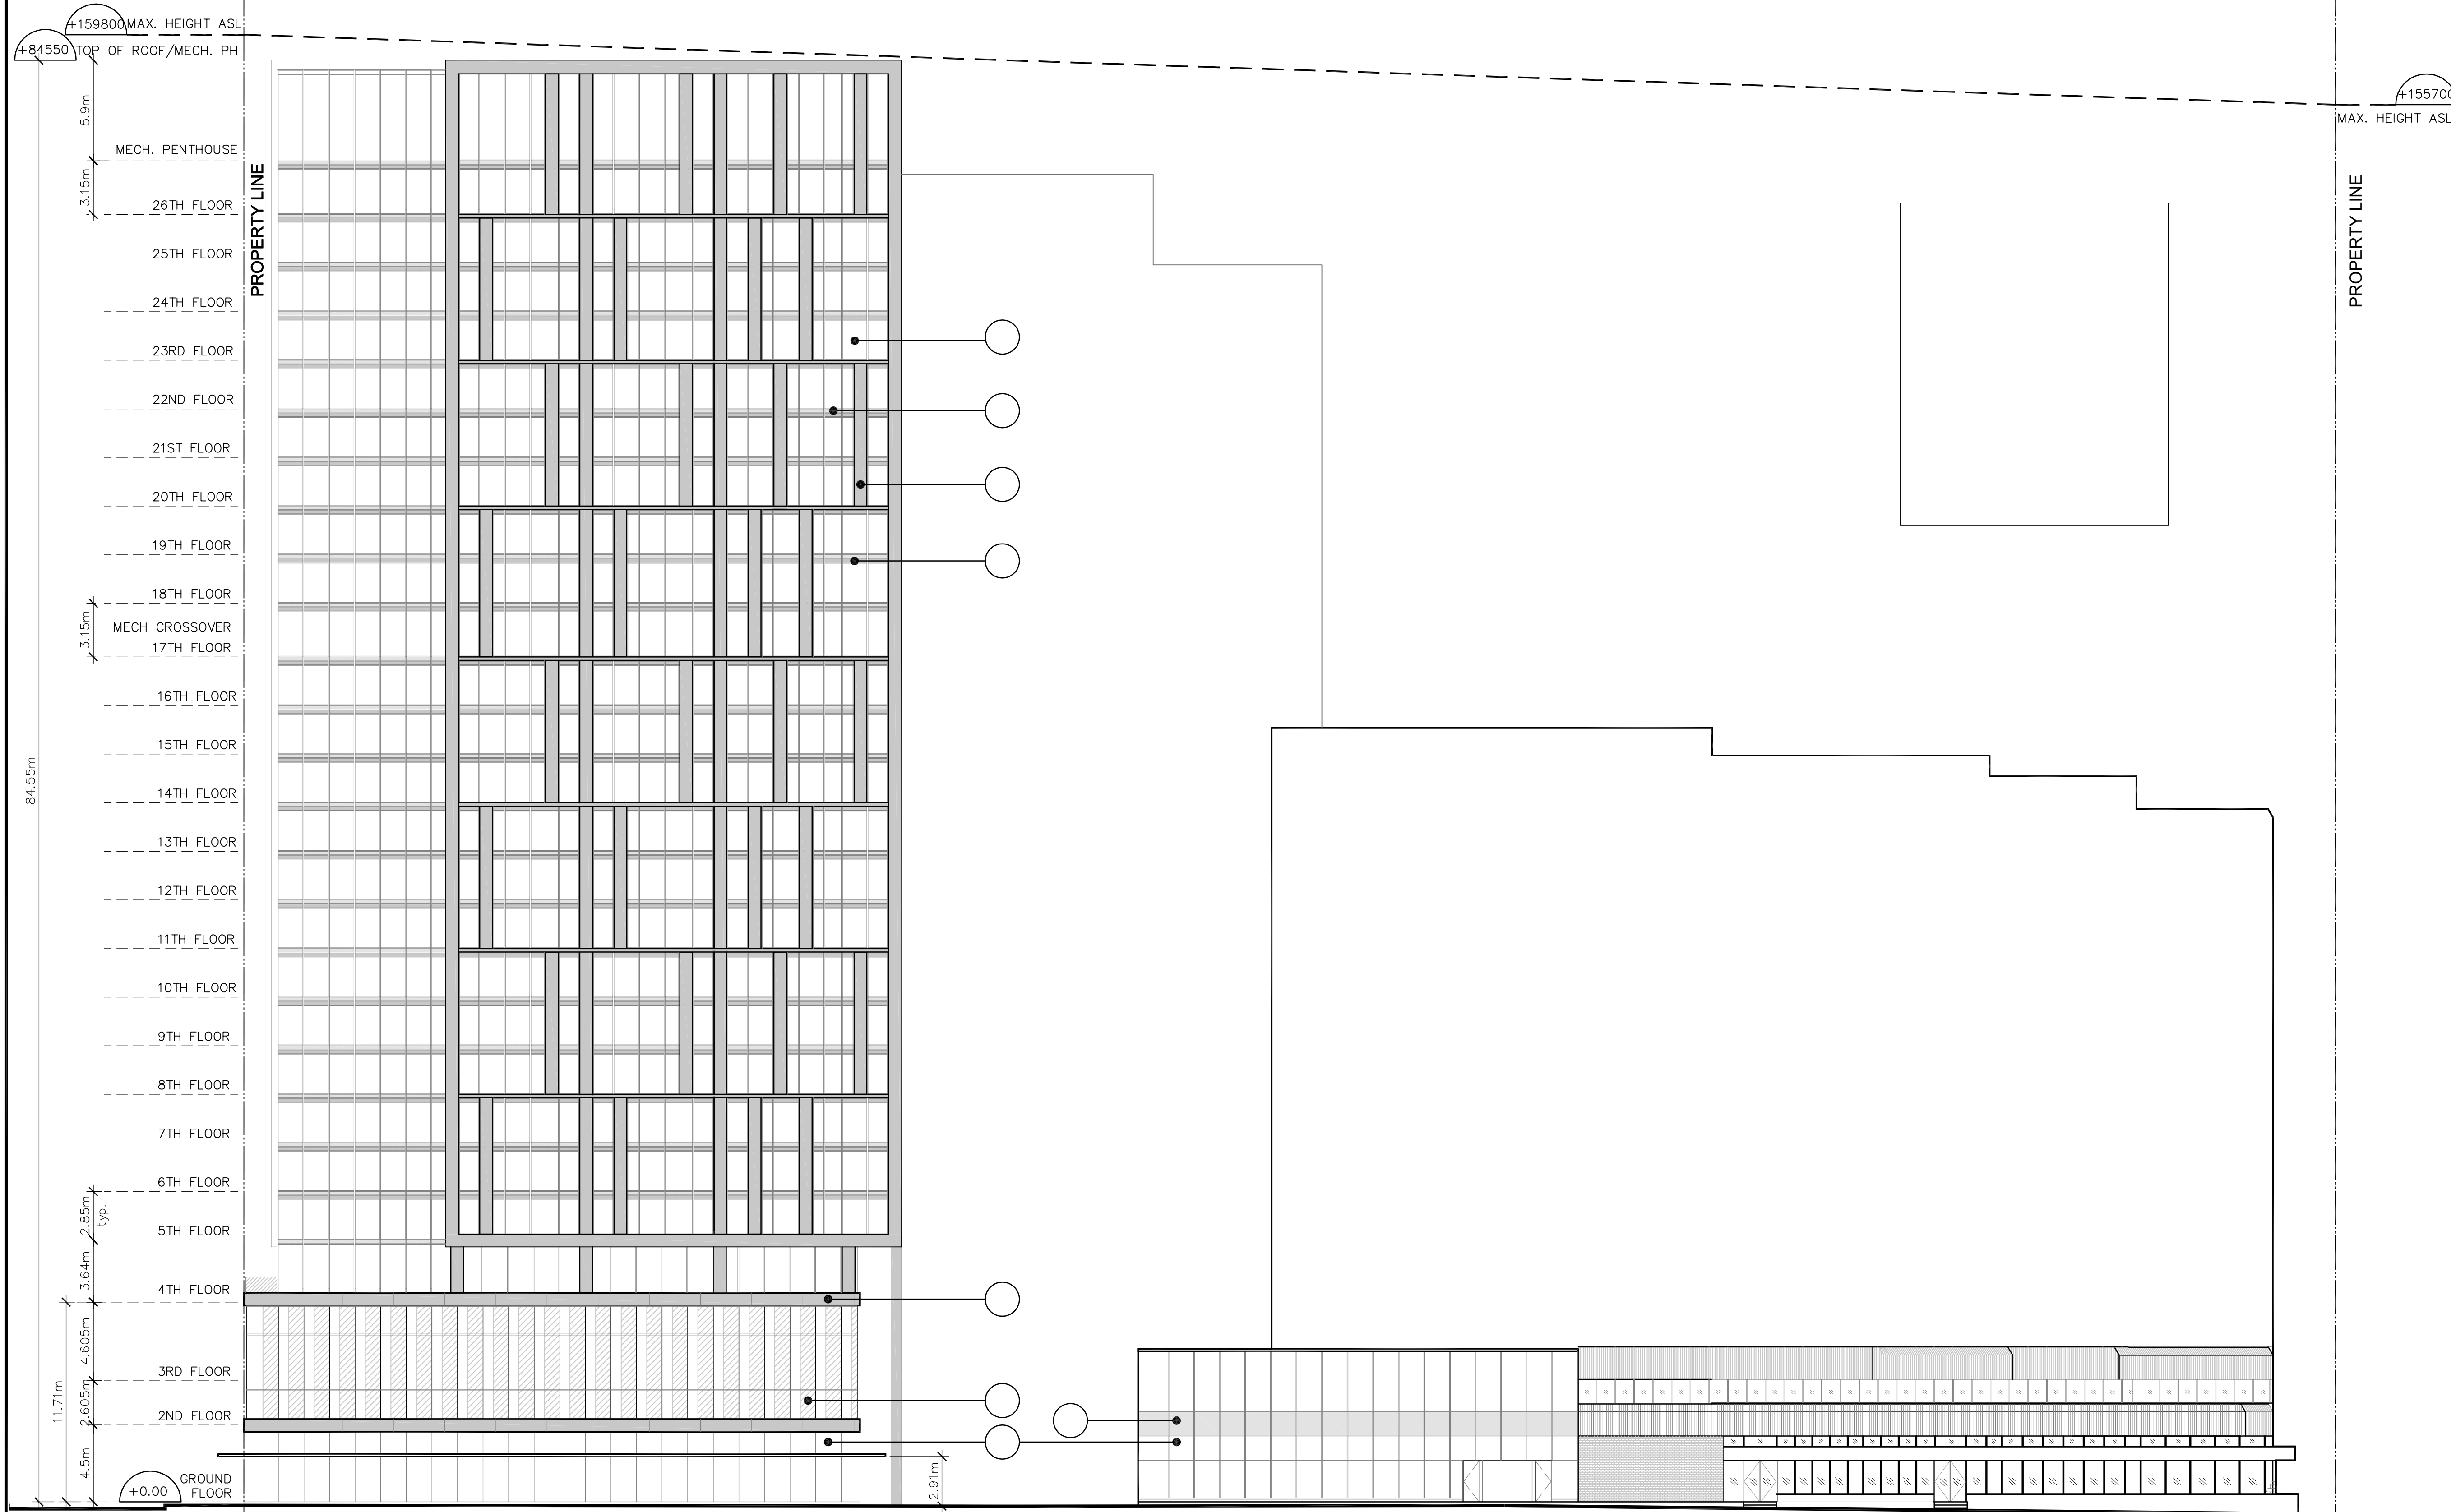 +159800 MAX. HEIGHT ASL
+84550 TOP OF ROOF/MECH. PH
+155700
MAX. HEIGHT ASL
5.9m
MECH. PENTHOUSE
3.15m
26TH FLOOR
PROPERTY LINE
PROPERTY LINE
25TH FLOOR
24TH FLOOR
23RD FLOOR
22ND FLOOR
21ST FLOOR
20TH FLOOR
19TH FLOOR
18TH FLOOR
3.15m
MECH CROSSOVER
17TH FLOOR
16TH FLOOR
15TH FLOOR
84.55m
14TH FLOOR
13TH FLOOR
12TH FLOOR
11TH FLOOR
10TH FLOOR
9TH FLOOR
8TH FLOOR
7TH FLOOR
6TH FLOOR
2.85m
typ.
5TH FLOOR
3.64m
4TH FLOOR
4.605m
3RD FLOOR
11.71m
2.605m
2ND FLOOR
4.5m
2.91m
GROUND
FLOOR
+0.00